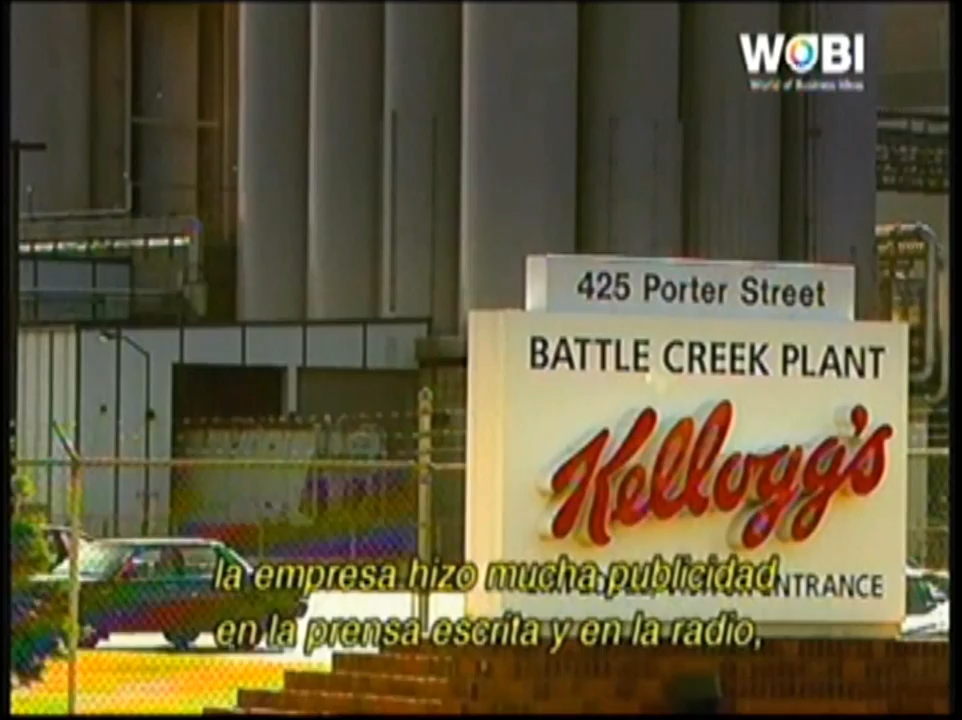 WOBI
World of Business Ideas
425 Porter Street
BATTLE CREEK PLANT
Kellogg's
ENTRANCE
la empresa hizo mucha publicidad
en la prensa escrita y en la radio,